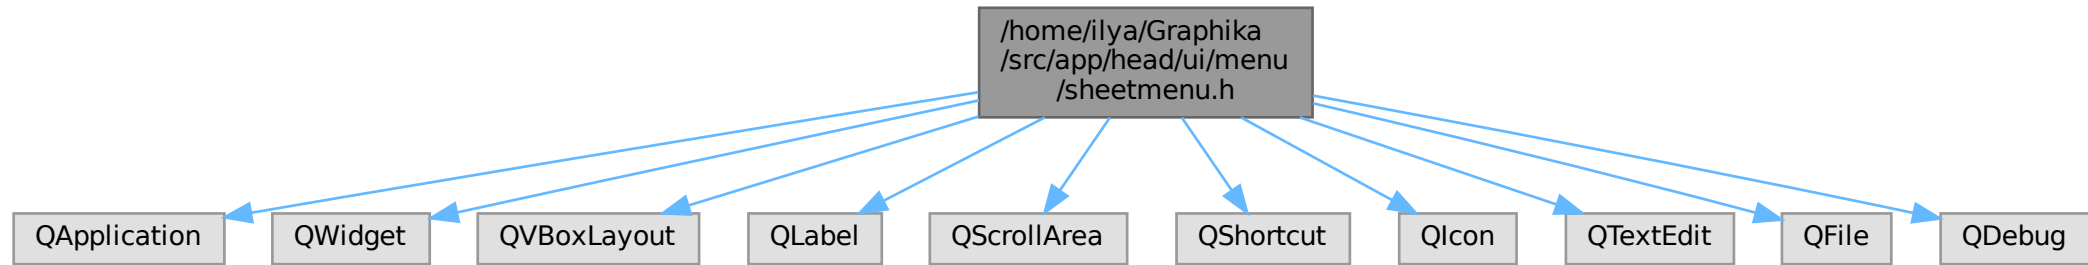 /home/ilya/Graphika
/src/app/head/ui/menu
/sheetmenu.h
QApplication
QWidget
QVBoxLayout
QLabel
QScrollArea
QShortcut
QIcon
QTextEdit
QFile
QDebug